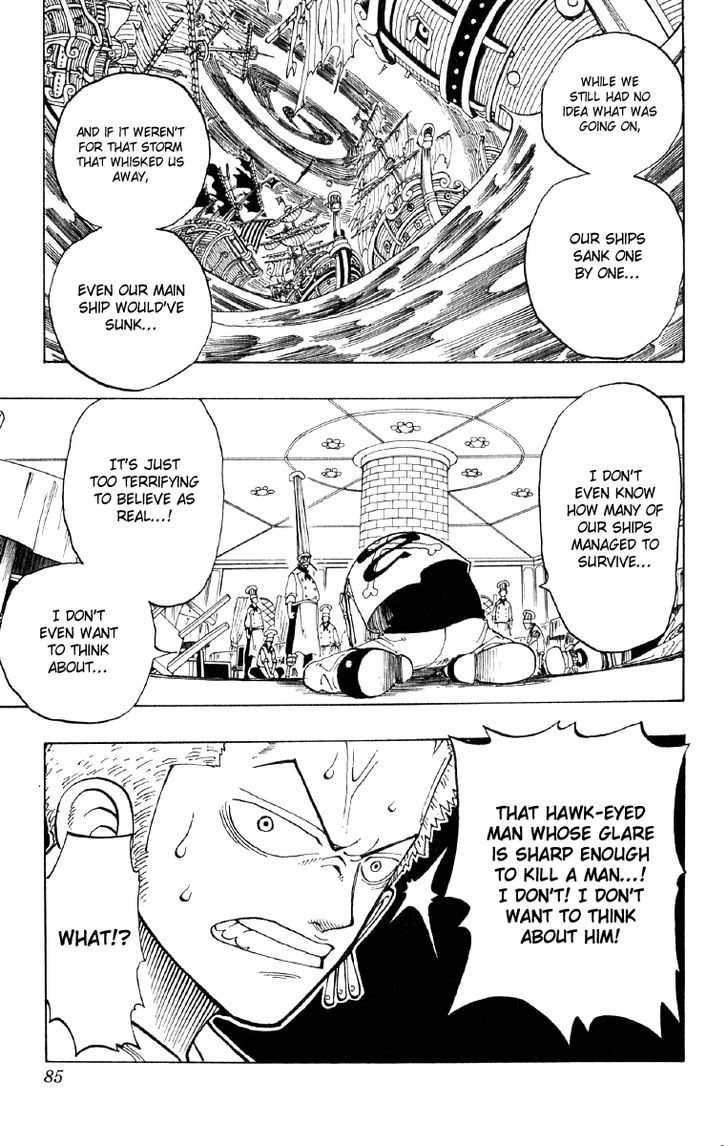 WHILE WE
STILL HAD NO
IDEA WHAT WAS
GOING ON,
OUR SHIPS
SANK ONE
BY ONE...
AND IF IT WEREN'T
FOR THAT STORM
THAT WHISKED US
AWAY,
EVEN OUR MAIN
SHIP WOULD'VE
SUNK...
I DON'T
EVEN KNOW
HOW MANY OF
OUR SHIPS
MANAGED TO
SURVIVE...
IT'S JUST
TOO TERRIFYING
TO BELIEVE AS
REAL...!
I DON'T
EVEN WANT
TO THINK
ABOUT...
THAT HAWK-EYED
MAN WHOSE GLARE
IS SHARP ENOUGH
TO KILL A MAN...!
I DON'T! I DON'T
WANT TO THINK
ABOUT HIM!
WHAT!?
85